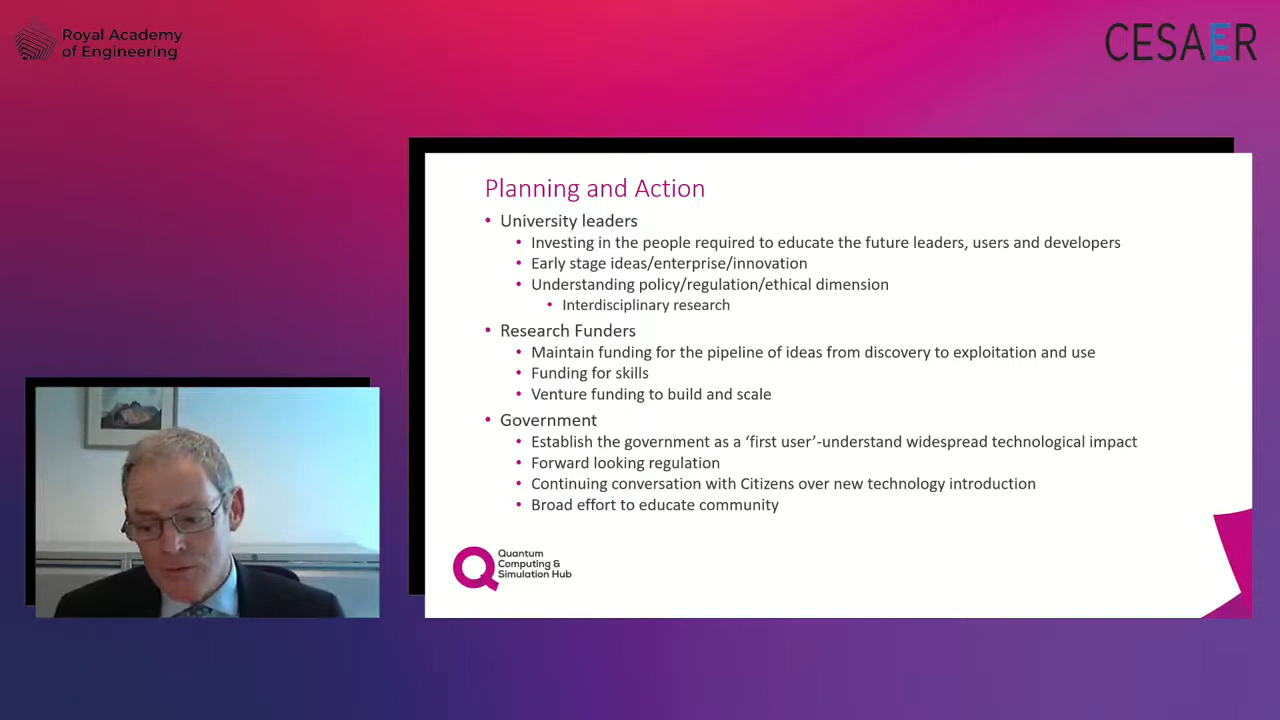 Royal Academy
of Engineering
CESAER
Planning and Action
• University leaders
• Investing in the people required to educate the future leaders, users and developers
• Early stage ideas/enterprise/innovation
• Understanding policy/regulation/ethical dimension
• Interdisciplinary research
• Research Funders
• Maintain funding for the pipeline of ideas from discovery to exploitation and use
• Funding for skills
• Venture funding to build and scale
• Government
• Establish the government as a ‘first user’-understand widespread technological impact
• Forward looking regulation
• Continuing conversation with Citizens over new technology introduction
• Broad effort to educate community
Quantum
Computing &
Simulation Hub